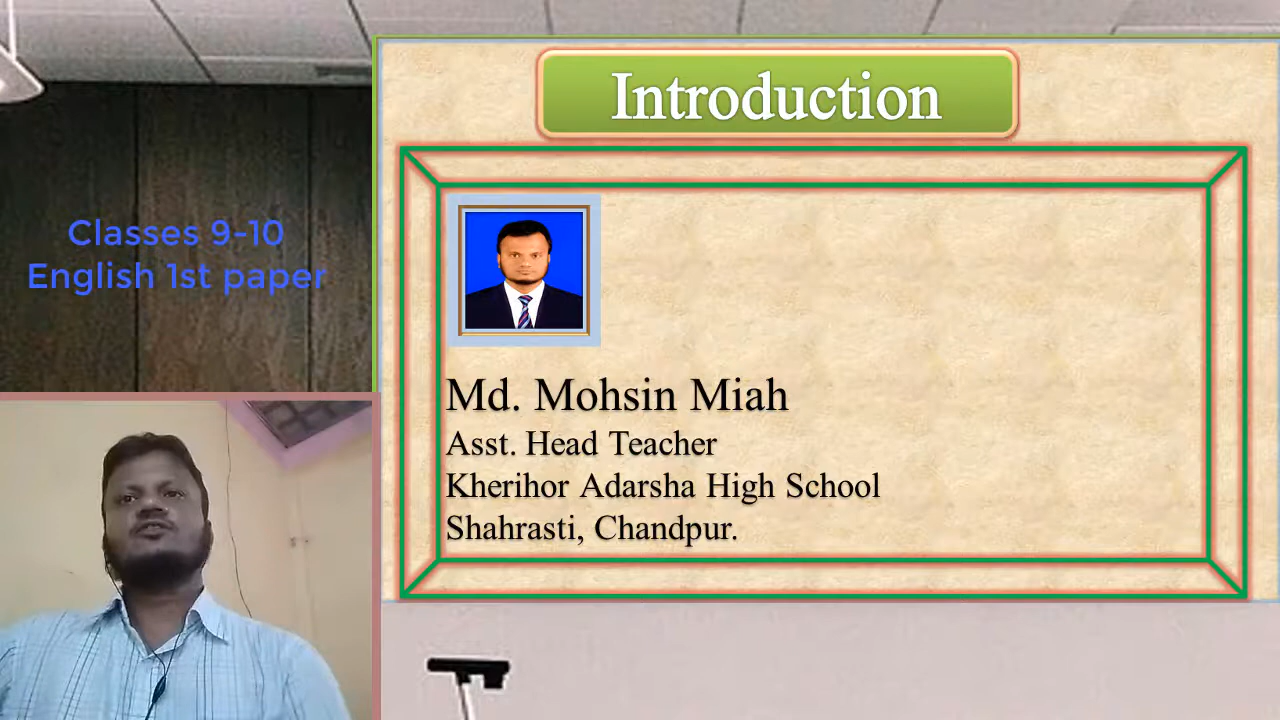 Introduction
Classes 9-10
English 1st paper
Md. Mohsin Miah
Asst. Head Teacher
Kherihor Adarsha High School
Shahrasti, Chandpur.